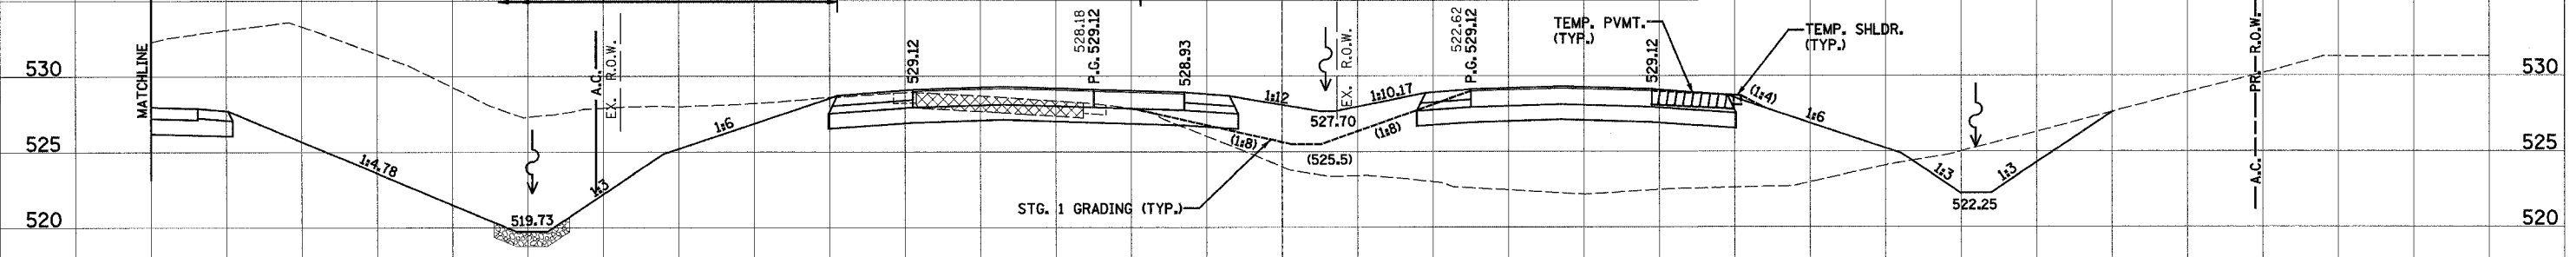 MATCHLINE
530
525
520
1:4.78
519.73
1:3
A.C.
EX. R.O.W.
1:6
529.12
528.18
P.G. 529.12
528.93
1:12
527.70
EX. R.O.W.
1:10.17
(1:8)
(525.5)
(1:8)
STG. 1 GRADING (TYP.)
522.62
P.G. 529.12
TEMP. PVMT.
(TYP.)
529.12
TEMP. SHLDR.
(TYP.)
(1:4)
1:6
1:3
1:3
522.25
A.C. PR. R.O.W.
530
525
520